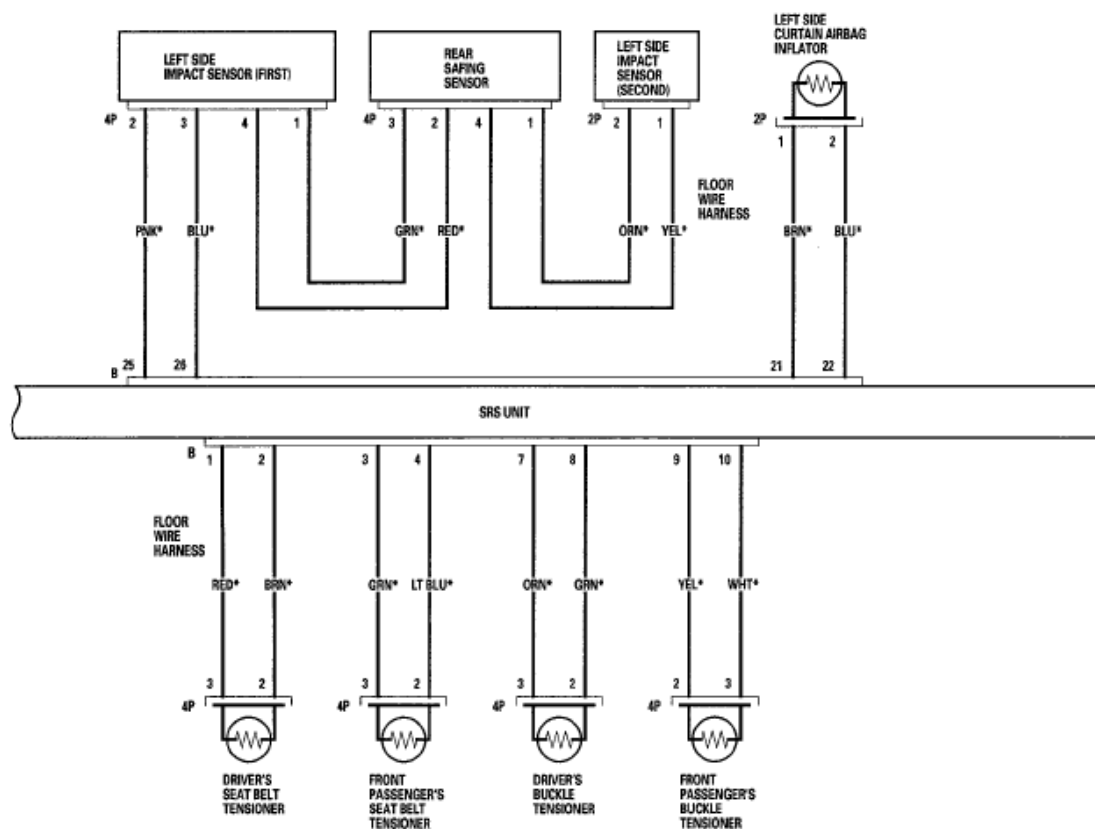 LEFT SIDE
IMPACT SENSOR (FIRST)
REAR
SAFING
SENSOR
LEFT SIDE
IMPACT
SENSOR
(SECOND)
LEFT SIDE
CURTAIN AIRBAG
INFLATOR
4P 2 3 4 1
4P 3 2 4 1
2P 2 1
2P 1 2
FLOOR
WIRE
HARNESS
PNK* BLU* GRN* RED* ORN* YEL* BRN* BLU*
B 25 26 21 22
SRS UNIT
B 1 2 3 4 7 8 9 10
FLOOR
WIRE
HARNESS
RED* BRN* GRN* LT BLU* ORN* GRN* YEL* WHT*
4P 3 2
4P 3 2
4P 3 2
4P 2 3
DRIVER'S
SEAT BELT
TENSIONER
FRONT
PASSENGER'S
SEAT BELT
TENSIONER
DRIVER'S
BUCKLE
TENSIONER
FRONT
PASSENGER'S
BUCKLE
TENSIONER